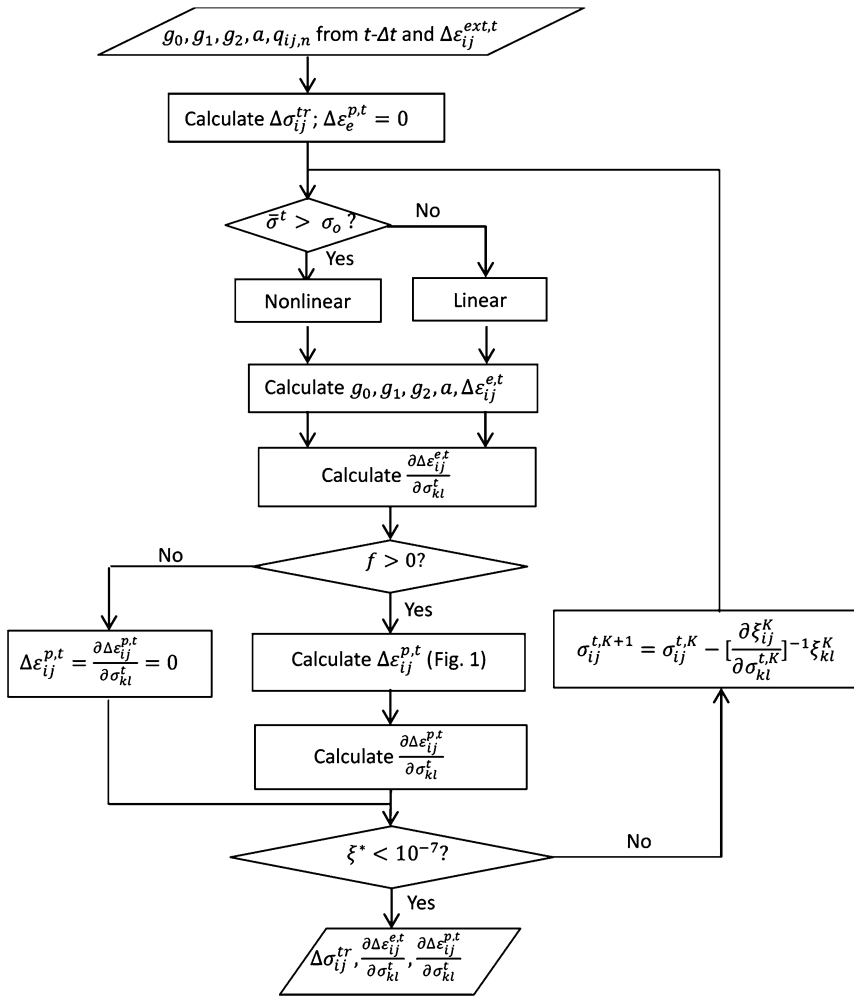 g₀, g₁, g₂, a, q_{ij,n} from t-Δt and Δε_{ij}^{ext,t}
Calculate Δσ_{ij}^{tr}; Δε_e^{p,t} = 0
σ̄^t > σ_o ?
No
Yes
Nonlinear
Linear
Calculate g₀, g₁, g₂, a, Δε_{ij}^{e,t}
Calculate ∂Δε_{ij}^{e,t}/∂σ_{kl}^t
f > 0?
No
Yes
Δε_{ij}^{p,t} = ∂Δε_{ij}^{p,t}/∂σ_{kl}^t = 0
Calculate Δε_{ij}^{p,t} (Fig. 1)
σ_{ij}^{t,K+1} = σ_{ij}^{t,K} − [∂ξ_{ij}^K/∂σ_{kl}^{t,K}]^{-1} ξ_{kl}^K
Calculate ∂Δε_{ij}^{p,t}/∂σ_{kl}^t
ξ* < 10^{-7}?
No
Yes
Δσ_{ij}^{tr}, ∂Δε_{ij}^{e,t}/∂σ_{kl}^t, ∂Δε_{ij}^{p,t}/∂σ_{kl}^t